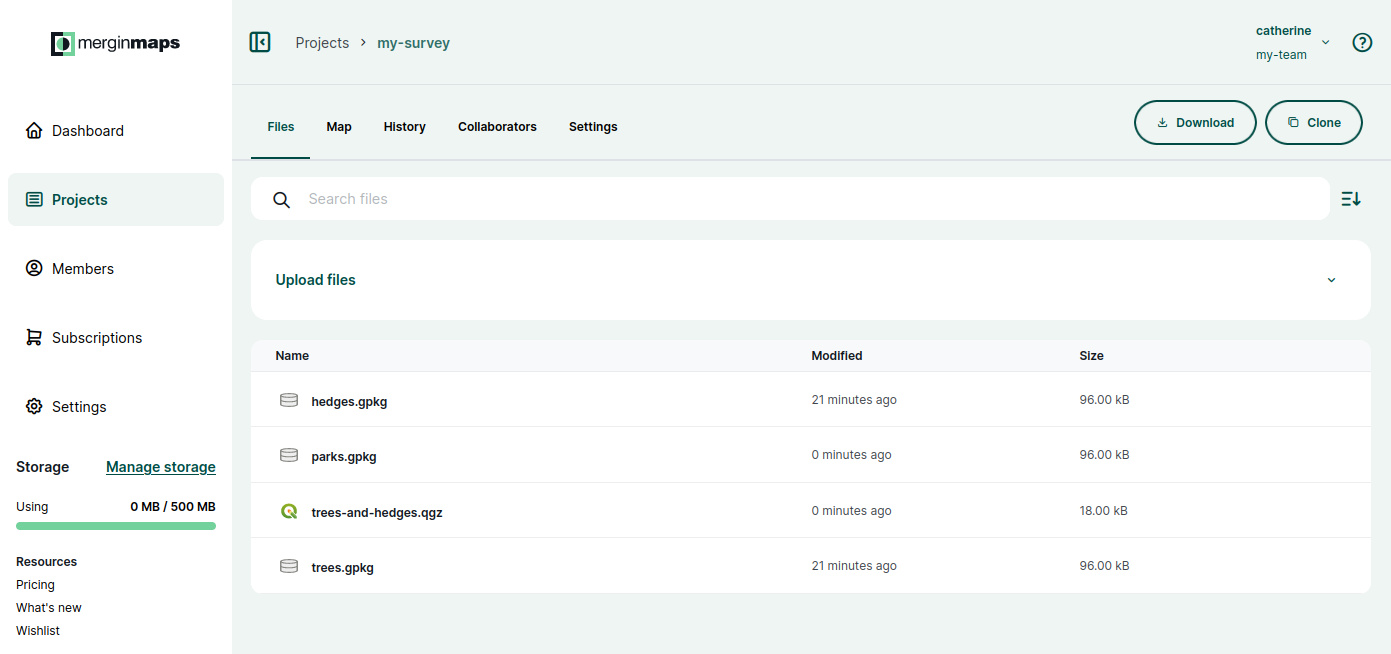 merginmaps
Projects > my-survey
catherine
my-team
Dashboard
Projects
Members
Subscriptions
Settings
Storage Manage storage
Using 0 MB / 500 MB
Resources
Pricing
What's new
Wishlist
Files Map History Collaborators Settings
Download Clone
Search files
Upload files
Name Modified Size
hedges.gpkg 21 minutes ago 96.00 kB
parks.gpkg 0 minutes ago 96.00 kB
trees-and-hedges.qgz 0 minutes ago 18.00 kB
trees.gpkg 21 minutes ago 96.00 kB